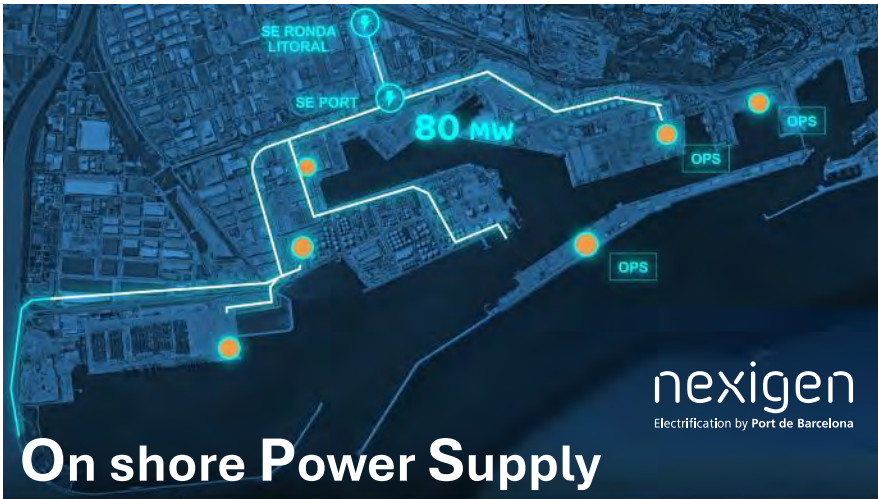 SE RONDA
LITORAL
SE PORT
80 MW
OPS
OPS
OPS
nexigen
Electrification by Port de Barcelona
On shore Power Supply